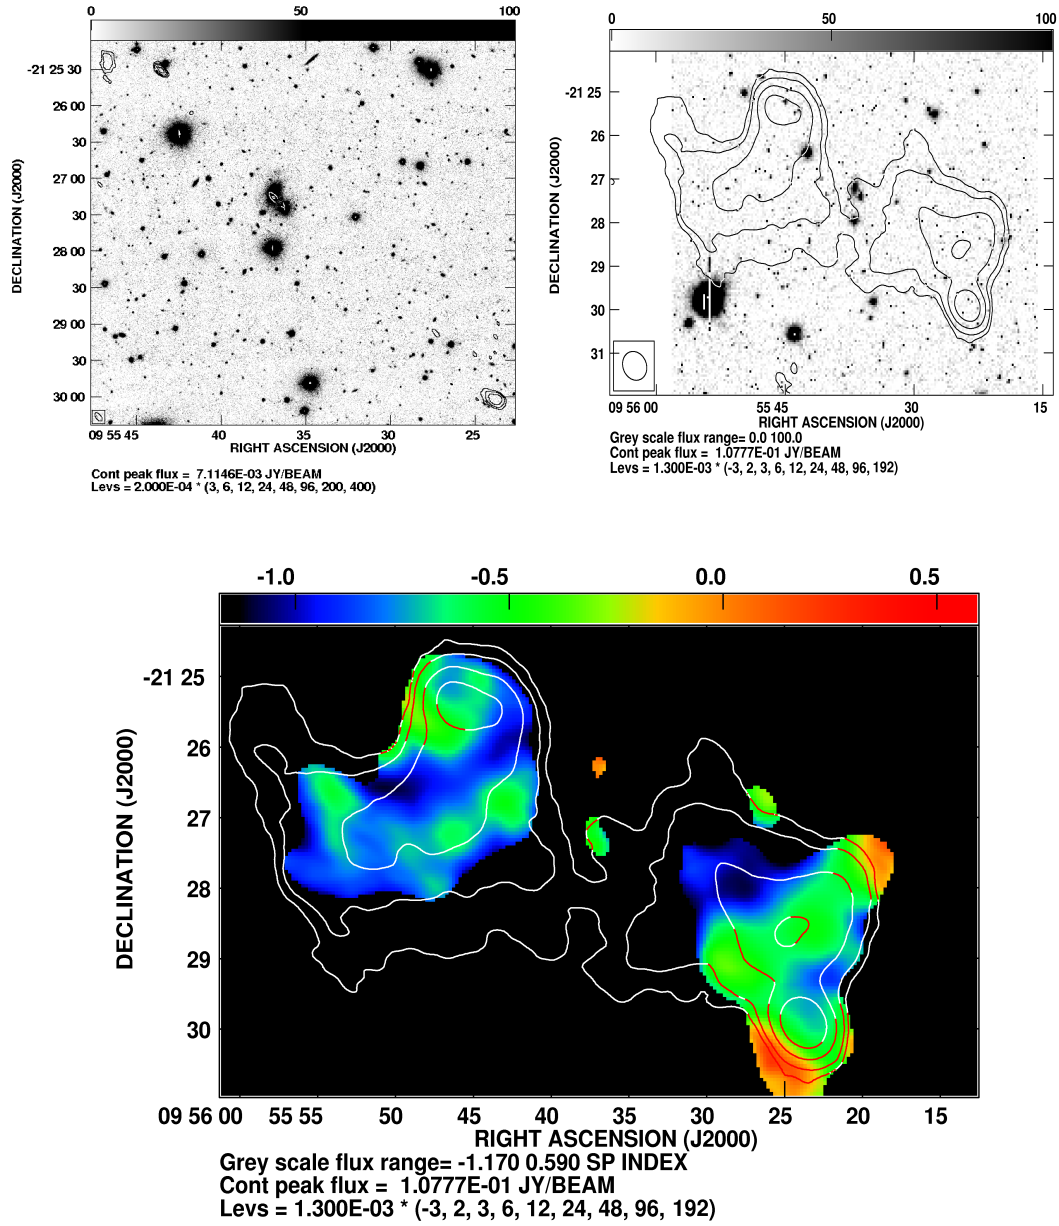 0 50 100
-21 25 30
26 00
30
27 00
30
28 00
30
29 00
30
30 00
DECLINATION (J2000)
09 55 45 40 35 30 25
RIGHT ASCENSION (J2000)
Cont peak flux = 7.1146E-03 JY/BEAM
Levs = 2.000E-04 * (3, 6, 12, 24, 48, 96, 200, 400)
0 50 100
-21 25
26
27
28
29
30
31
DECLINATION (J2000)
09 56 00 55 45 30 15
RIGHT ASCENSION (J2000)
Grey scale flux range= 0.0 100.0
Cont peak flux = 1.0777E-01 JY/BEAM
Levs = 1.300E-03 * (-3, 2, 3, 6, 12, 24, 48, 96, 192)
-1.0 -0.5 0.0 0.5
-21 25
26
27
28
29
30
DECLINATION (J2000)
09 56 00 55 55 50 45 40 35 30 25 20 15
RIGHT ASCENSION (J2000)
Grey scale flux range= -1.170 0.590 SP INDEX
Cont peak flux = 1.0777E-01 JY/BEAM
Levs = 1.300E-03 * (-3, 2, 3, 6, 12, 24, 48, 96, 192)